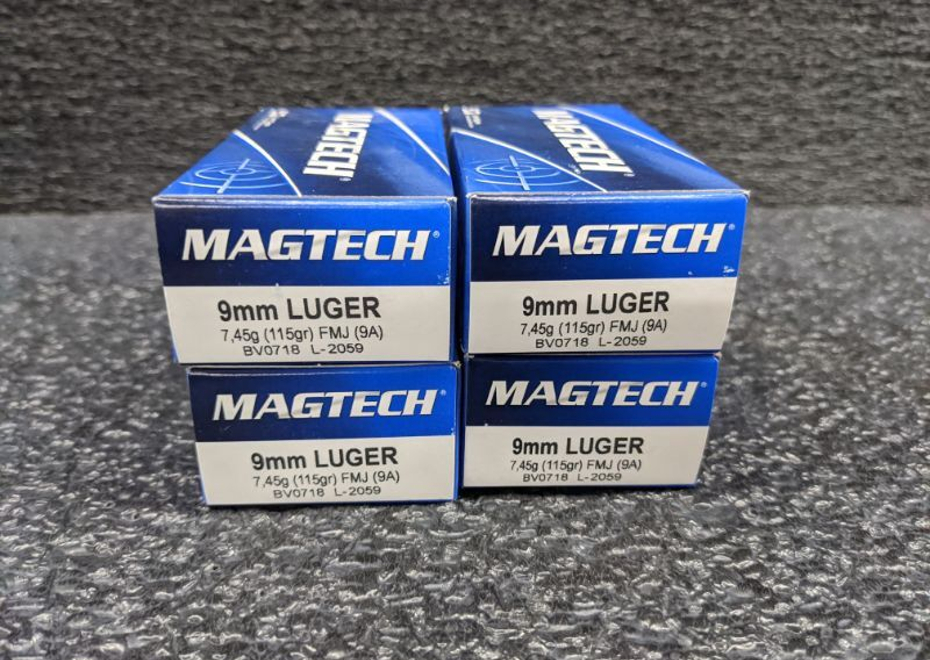 MAGTECH®
MAGTECH®
MAGTECH®
9mm LUGER
7,45g (115gr) FMJ (9A)
BV0718 L-2059
MAGTECH®
9mm LUGER
7,45g (115gr) FMJ (9A)
BV0718 L-2059
MAGTECH®
9mm LUGER
7,45g (115gr) FMJ (9A)
BV0718 L-2059
MAGTECH®
9mm LUGER
7,45g (115gr) FMJ (9A)
BV0718 L-2059